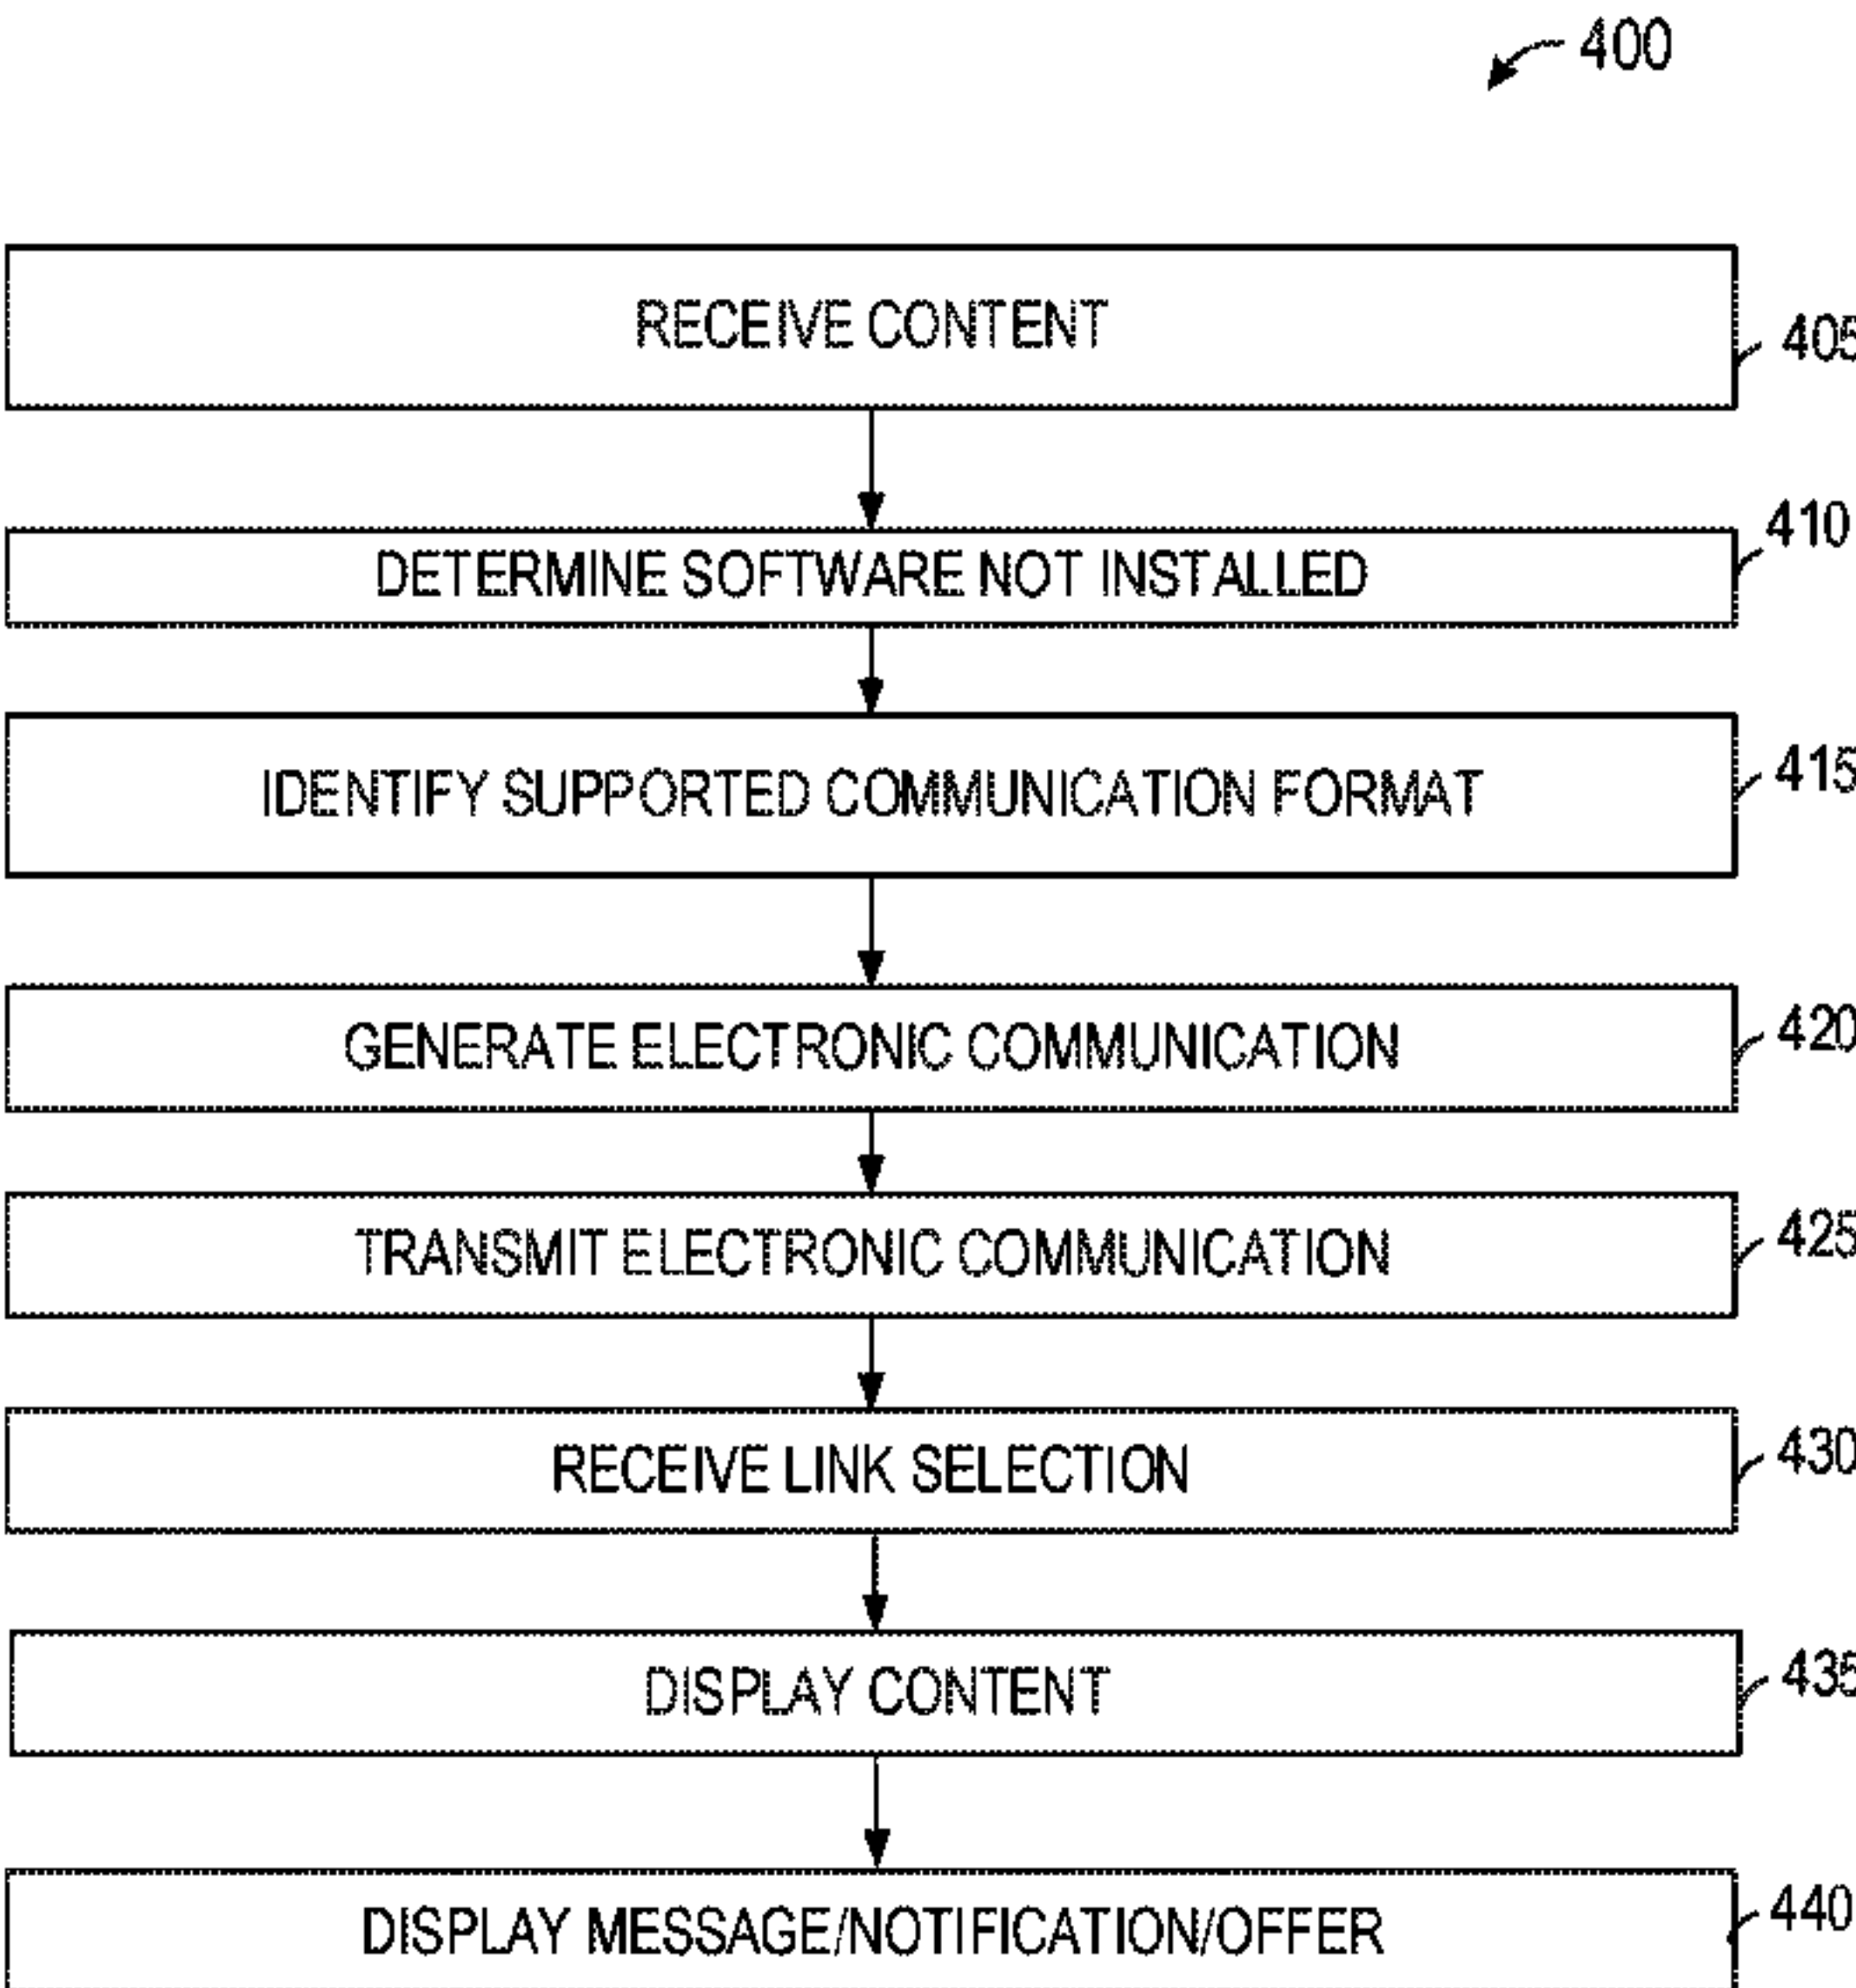 400
RECEIVE CONTENT
405
DETERMINE SOFTWARE NOT INSTALLED
410
IDENTIFY SUPPORTED COMMUNICATION FORMAT
415
GENERATE ELECTRONIC COMMUNICATION
420
TRANSMIT ELECTRONIC COMMUNICATION
425
RECEIVE LINK SELECTION
430
DISPLAY CONTENT
435
DISPLAY MESSAGE/NOTIFICATION/OFFER
440